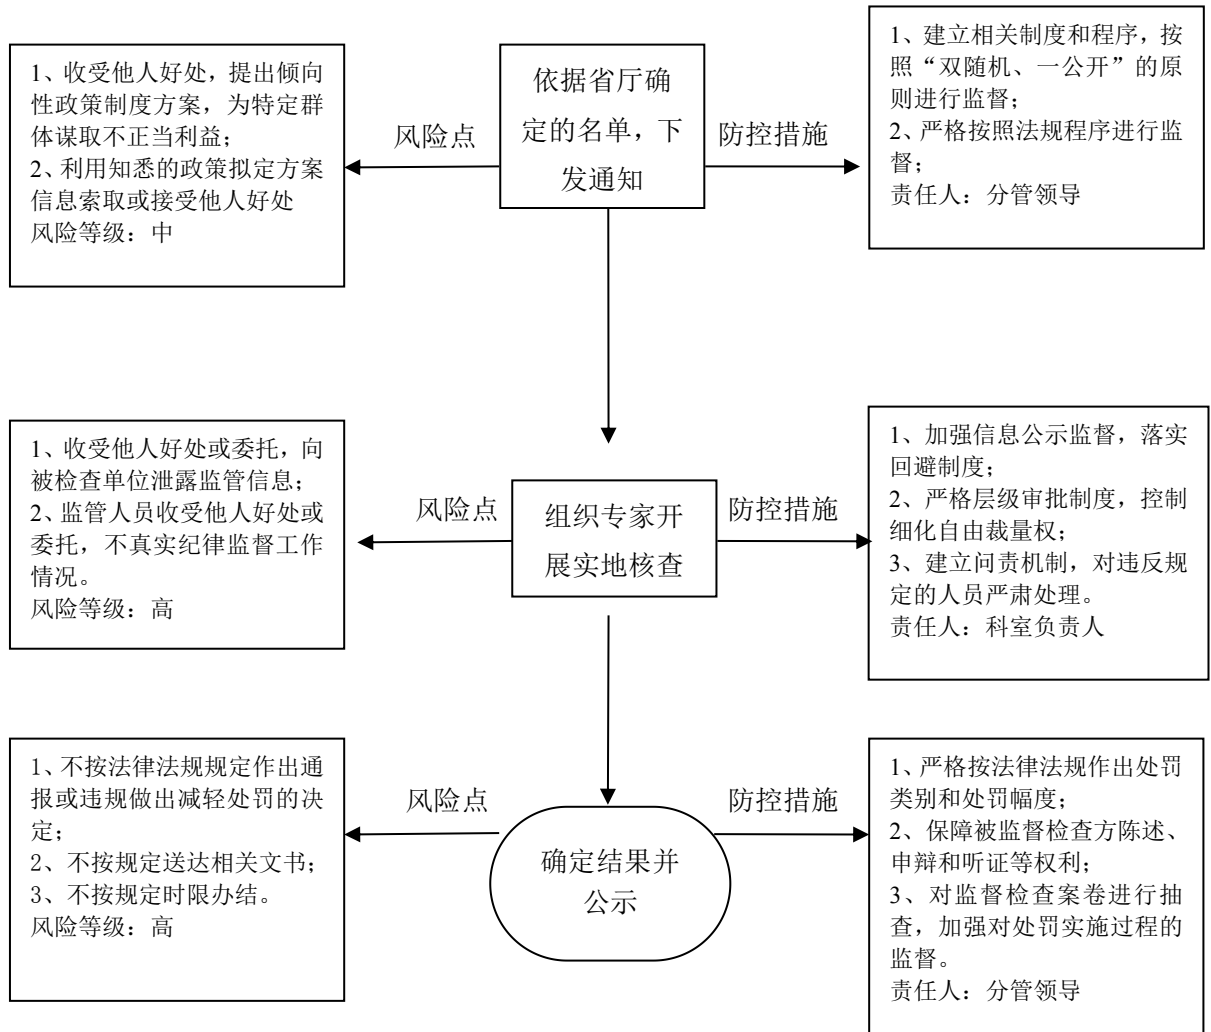 1、收受他人好处，提出倾向
性政策制度方案，为特定群
体谋取不正当利益；
2、利用知悉的政策拟定方案
信息索取或接受他人好处
风险等级：中
风险点
依据省厅确
定的名单，下
发通知
防控措施
1、建立相关制度和程序，按
照“双随机、一公开”的原
则进行监督；
2、严格按照法规程序进行监
督；
责任人：分管领导
1、收受他人好处或委托，向
被检查单位泄露监管信息；
2、监管人员收受他人好处或
委托，不真实纪律监督工作
情况。
风险等级：高
风险点
组织专家开
展实地核查
防控措施
1、加强信息公示监督，落实
回避制度；
2、严格层级审批制度，控制
细化自由裁量权；
3、建立问责机制，对违反规
定的人员严肃处理。
责任人：科室负责人
1、不按法律法规规定作出通
报或违规做出减轻处罚的决
定；
2、不按规定送达相关文书；
3、不按规定时限办结。
风险等级：高
风险点
确定结果并
公示
防控措施
1、严格按法律法规作出处罚
类别和处罚幅度；
2、保障被监督检查方陈述、
申辩和听证等权利；
3、对监督检查案卷进行抽
查，加强对处罚实施过程的
监督。
责任人：分管领导